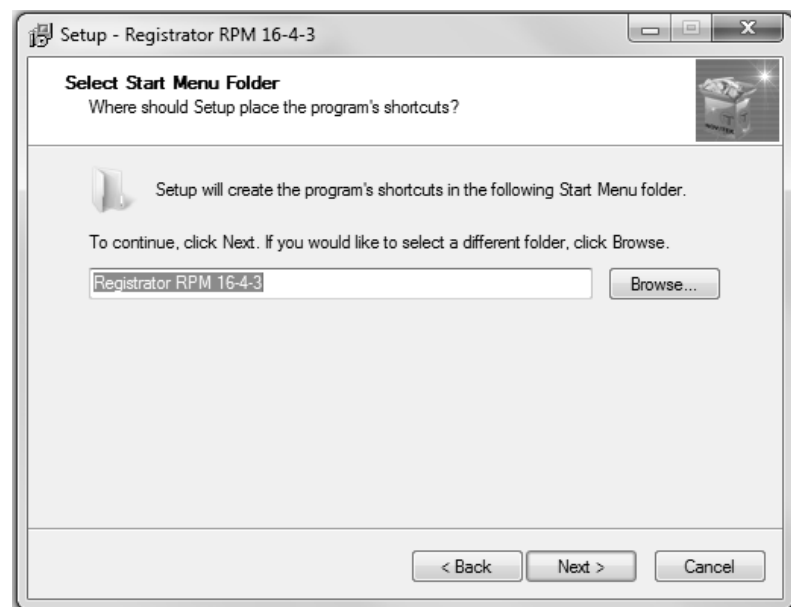 Setup - Registrator RPM 16-4-3
Select Start Menu Folder
Where should Setup place the program's shortcuts?
Setup will create the program's shortcuts in the following Start Menu folder.
To continue, click Next. If you would like to select a different folder, click Browse.
Registrator RPM 16-4-3
Browse...
< Back
Next >
Cancel